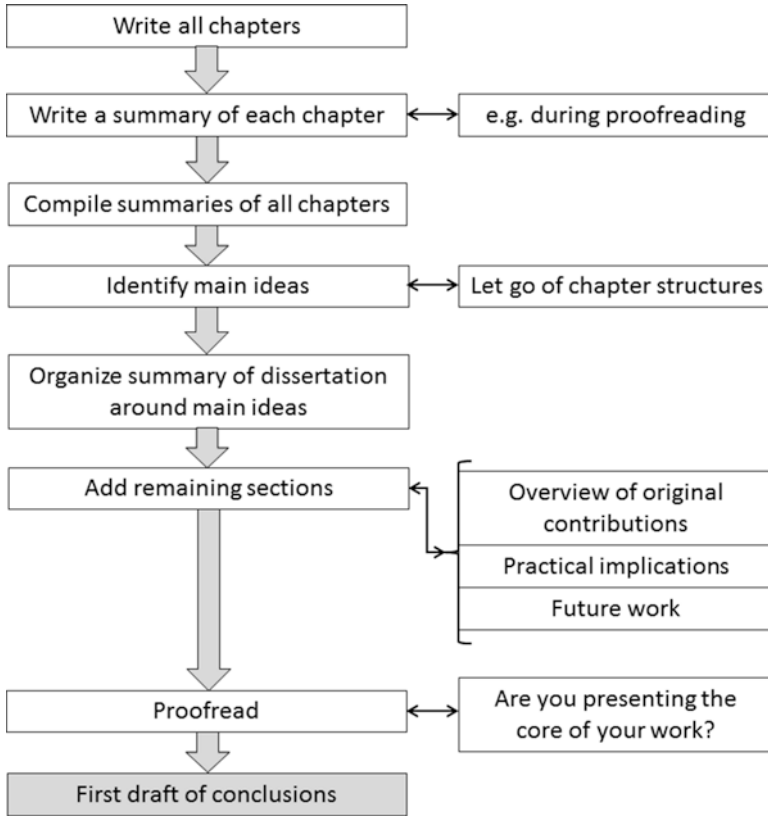 Write all chapters
Write a summary of each chapter
e.g. during proofreading
Compile summaries of all chapters
Identify main ideas
Let go of chapter structures
Organize summary of dissertation
around main ideas
Add remaining sections
Overview of original
contributions
Practical implications
Future work
Proofread
Are you presenting the
core of your work?
First draft of conclusions